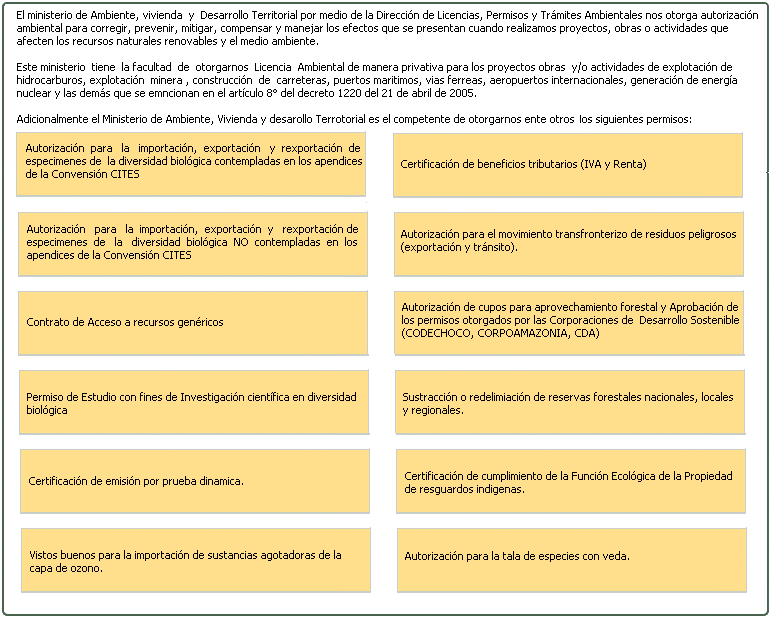 El ministerio de Ambiente, vivienda y Desarrollo Territorial por medio de la Dirección de Licencias, Permisos y Trámites Ambientales nos otorga autorización
ambiental para corregir, prevenir, mitigar, compensar y manejar los efectos que se presentan cuando realizamos proyectos, obras o actividades que
afecten los recursos naturales renovables y el medio ambiente.
Este ministerio tiene la facultad de otorgarnos Licencia Ambiental de manera privativa para los proyectos obras y/o actividades de explotación de
hidrocarburos, explotación minera , construcción de carreteras, puertos maritimos, vias ferreas, aeropuertos internacionales, generación de energía
nuclear y las demás que se emncionan en el artículo 8° del decreto 1220 del 21 de abril de 2005.
Adicionalmente el Ministerio de Ambiente, Vivienda y desarollo Terrotorial es el competente de otorgarnos ente otros los siguientes permisos:
Autorización para la importación, exportación y rexportación de
especimenes de la diversidad biológica contempladas en los apendices
de la Convensión CITES
Certificación de beneficios tributarios (IVA y Renta)
Autorización para la importación, exportación y rexportación de
especimenes de la diversidad biológica NO contempladas en los
apendices de la Convensión CITES
Autorización para el movimiento transfronterizo de residuos peligrosos
(exportación y tránsito).
Contrato de Acceso a recursos genéricos
Autorización de cupos para aprovechamiento forestal y Aprobación de
los permisos otorgados por las Corporaciones de Desarrollo Sostenible
(CODECHOCO, CORPOAMAZONIA, CDA)
Permiso de Estudio con fines de Investigación científica en diversidad
biológica
Sustracción o redelimiación de reservas forestales nacionales, locales
y regionales.
Certificación de emisión por prueba dinamica.
Certificación de cumplimiento de la Función Ecológica de la Propiedad
de resguardos indigenas.
Vistos buenos para la importación de sustancias agotadoras de la
capa de ozono.
Autorización para la tala de especies con veda.